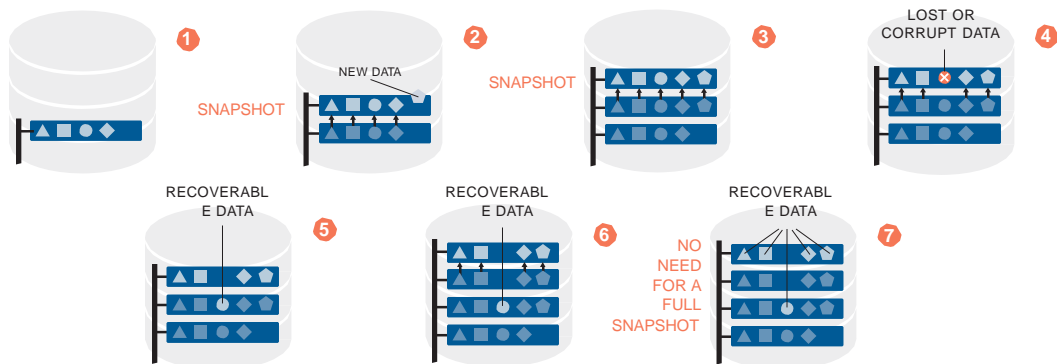 1
SNAPSHOT
NEW DATA
2
SNAPSHOT
3
LOST OR
CORRUPT DATA
4
RECOVERABL
E DATA
5
RECOVERABL
E DATA
6
NO
NEED
FOR A
FULL
SNAPSHOT
RECOVERABL
E DATA
7